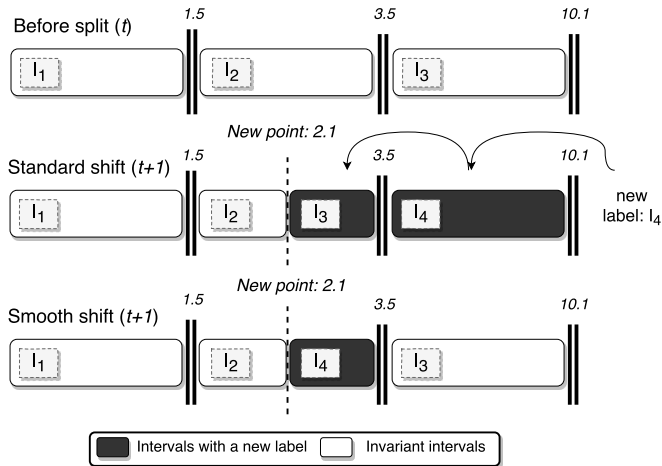 Before split (t)
1.5
3.5
10.1
I1
I2
I3
New point: 2.1
Standard shift (t+1)
1.5
3.5
10.1
I1
I2
I3
I4
new
label: I4
New point: 2.1
Smooth shift (t+1)
1.5
3.5
10.1
I1
I2
I4
I3
Intervals with a new label
Invariant intervals